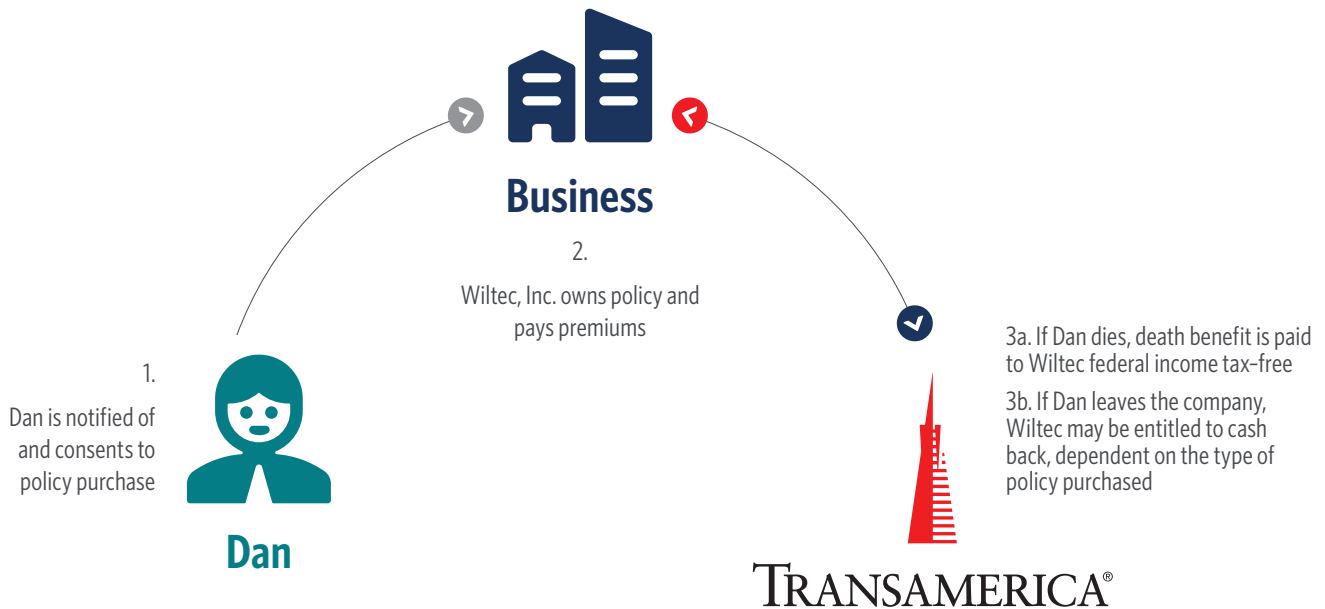 Business
2.
Wiltec, Inc. owns policy and
pays premiums
1.
Dan is notified of
and consents to
policy purchase
Dan
3a. If Dan dies, death benefit is paid
to Wiltec federal income tax–free
3b. If Dan leaves the company,
Wiltec may be entitled to cash
back, dependent on the type of
policy purchased
TRANSAMERICA®